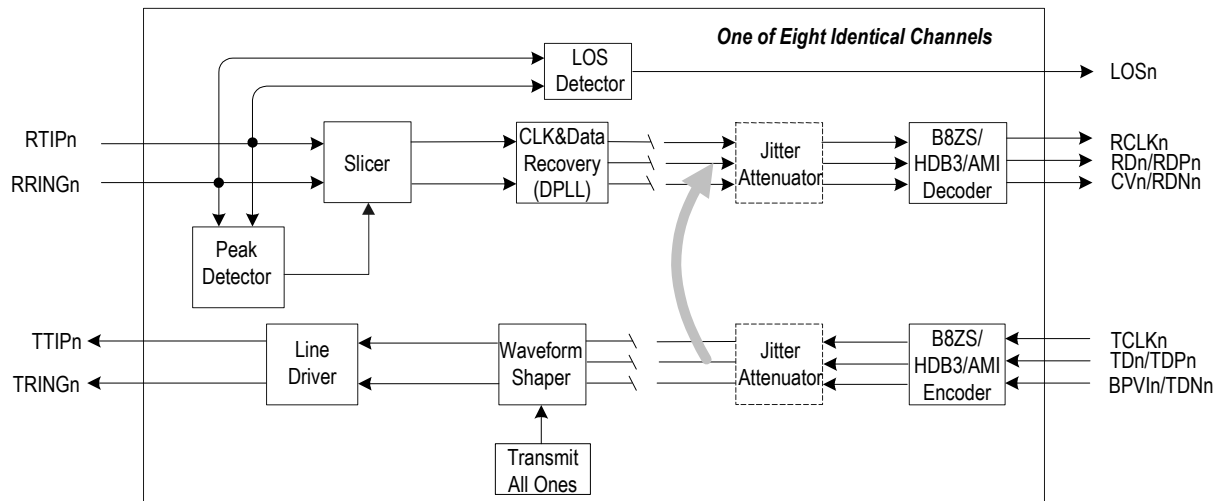 One of Eight Identical Channels
LOS
Detector
LOSn
RTIPn
RRINGn
Slicer
CLK&Data
Recovery
(DPLL)
Jitter
Attenuator
B8ZS/
HDB3/AMI
Decoder
RCLKn
RDn/RDPn
CVn/RDNn
Peak
Detector
TTIPn
TRINGn
Line
Driver
Waveform
Shaper
Jitter
Attenuator
B8ZS/
HDB3/AMI
Encoder
TCLKn
TDn/TDPn
BPVIn/TDNn
Transmit
All Ones